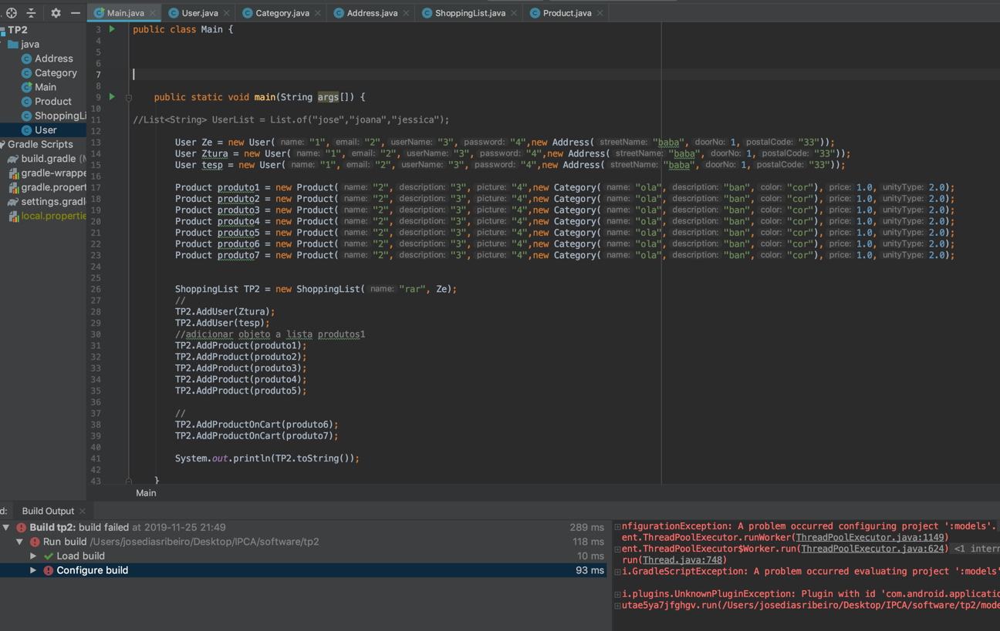 Main.java User.java Category.java Address.java ShoppingList.java Product.java
TP2
java
Address
Category
Main
Product
ShoppingLi
User
Gradle Scripts
build.gradle (M
gradle-wrappe
gradle.propert
settings.gradl
local.propertie
3 public class Main {
4
5
6
7
8
9 public static void main(String args[]) {
10
11 //List<String> UserList = List.of("jose","joana","jessica");
12
13 User Ze = new User( name: "1", email: "2", userName: "3", password: "4",new Address( streetName: "baba", doorNo: 1, postalCode: "33"));
14 User Ztura = new User( name: "1", email: "2", userName: "3", password: "4",new Address( streetName: "baba", doorNo: 1, postalCode: "33"));
15 User tesp = new User( name: "1", email: "2", userName: "3", password: "4",new Address( streetName: "baba", doorNo: 1, postalCode: "33"));
16
17 Product produto1 = new Product( name: "2", description: "3", picture: "4",new Category( name: "ola", description: "ban", color: "cor"), price: 1.0, unityType: 2.0);
18 Product produto2 = new Product( name: "2", description: "3", picture: "4",new Category( name: "ola", description: "ban", color: "cor"), price: 1.0, unityType: 2.0);
19 Product produto3 = new Product( name: "2", description: "3", picture: "4",new Category( name: "ola", description: "ban", color: "cor"), price: 1.0, unityType: 2.0);
20 Product produto4 = new Product( name: "2", description: "3", picture: "4",new Category( name: "ola", description: "ban", color: "cor"), price: 1.0, unityType: 2.0);
21 Product produto5 = new Product( name: "2", description: "3", picture: "4",new Category( name: "ola", description: "ban", color: "cor"), price: 1.0, unityType: 2.0);
22 Product produto6 = new Product( name: "2", description: "3", picture: "4",new Category( name: "ola", description: "ban", color: "cor"), price: 1.0, unityType: 2.0);
23 Product produto7 = new Product( name: "2", description: "3", picture: "4",new Category( name: "ola", description: "ban", color: "cor"), price: 1.0, unityType: 2.0);
24
25
26 ShoppingList TP2 = new ShoppingList( name: "rar", Ze);
27 //
28 TP2.AddUser(Ztura);
29 TP2.AddUser(tesp);
30 //adicionar objeto a lista produtos1
31 TP2.AddProduct(produto1);
32 TP2.AddProduct(produto2);
33 TP2.AddProduct(produto3);
34 TP2.AddProduct(produto4);
35 TP2.AddProduct(produto5);
36
37 //
38 TP2.AddProductOnCart(produto6);
39 TP2.AddProductOnCart(produto7);
40
41 System.out.println(TP2.toString());
42
43 }
Main
d: Build Output
Build tp2: build failed at 2019-11-25 21:49 289 ms
Run build /Users/josediasribeiro/Desktop/IPCA/software/tp2 118 ms
Load build 10 ms
Configure build 93 ms
nfigurationException: A problem occurred configuring project ':models'.
ent.ThreadPoolExecutor.runWorker(ThreadPoolExecutor.java:1149)
ent.ThreadPoolExecutor$Worker.run(ThreadPoolExecutor.java:624) <1 intern
run(Thread.java:748)
i.GradleScriptException: A problem occurred evaluating project ':models'
i.plugins.UnknownPluginException: Plugin with id 'com.android.applicatio
utae5ya7jfghgv.run(/Users/josediasribeiro/Desktop/IPCA/software/tp2/mode